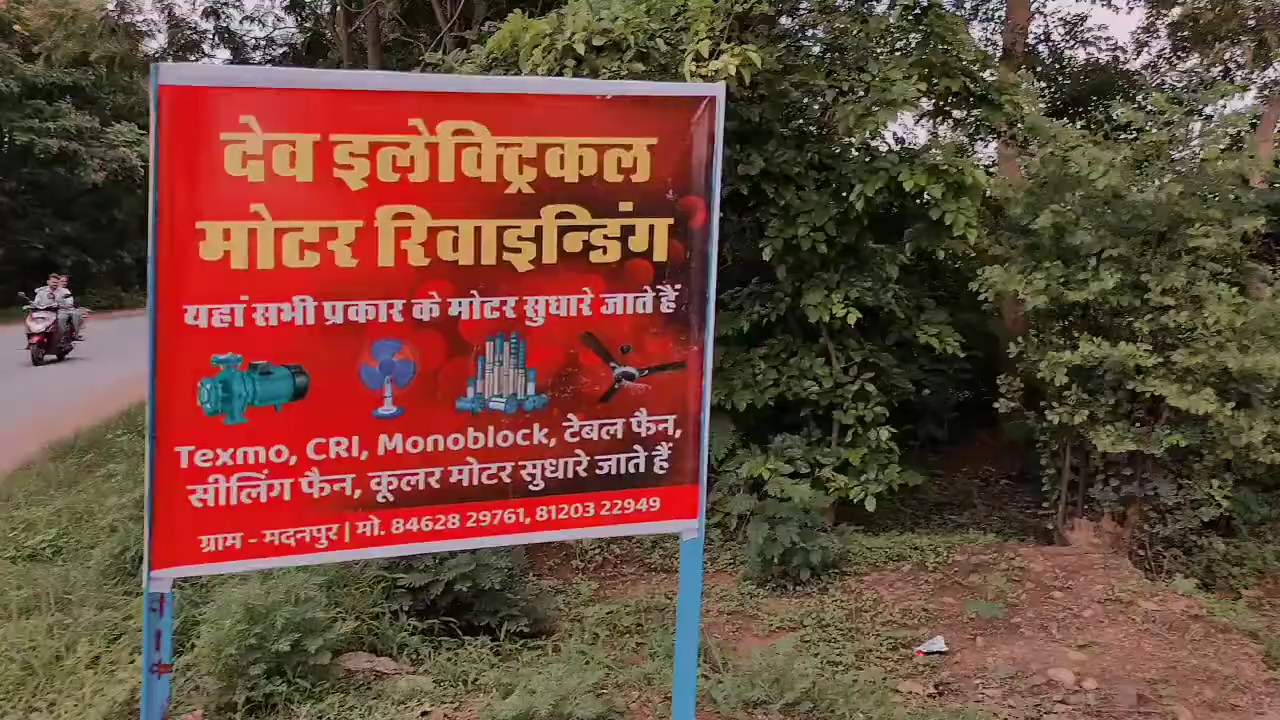 देव इलेक्ट्रिकल
मोटर रिवाइन्डिंग
यहां सभी प्रकार के मोटर सुधारे जाते हैं
Texmo, CRI, Monoblock, टेबल फैन,
सीलिंग फैन, कूलर मोटर सुधारे जाते हैं
ग्राम - मदनपुर | मो. 84628 29761, 81203 22949